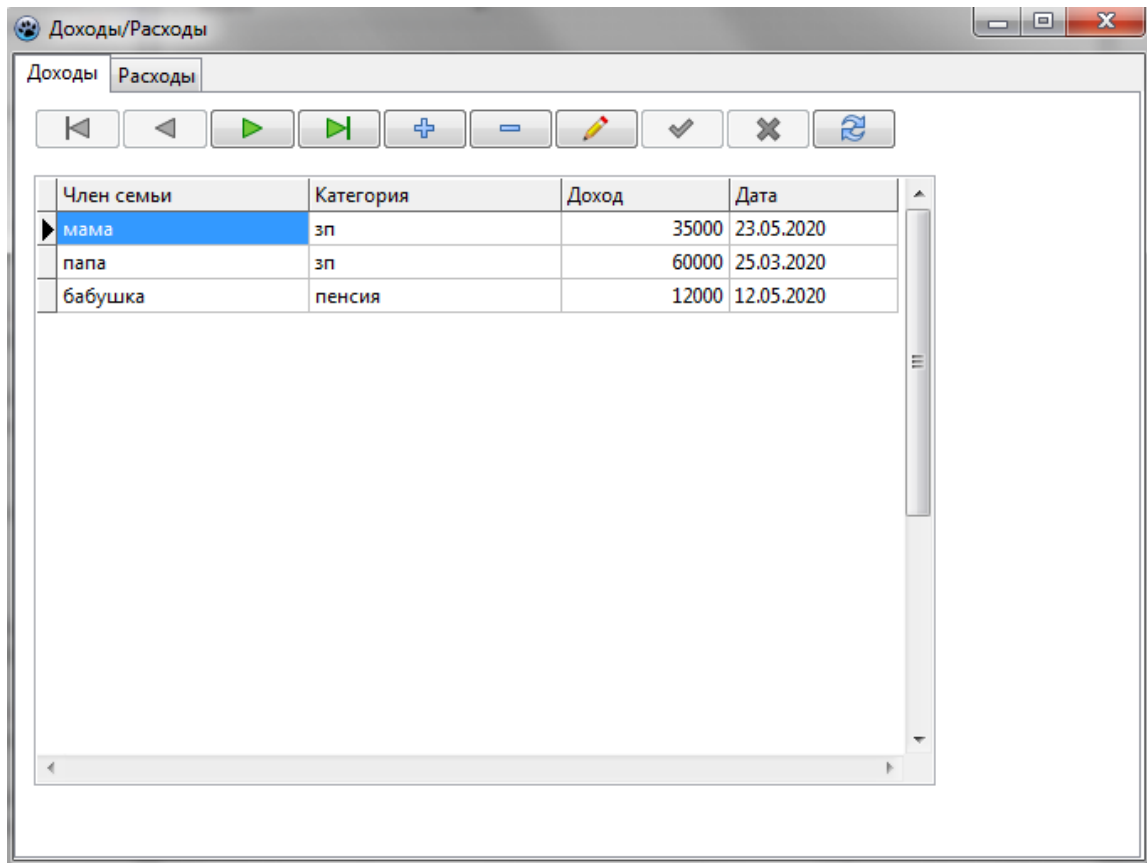 Доходы/Расходы
Доходы Расходы
Член семьи Категория Доход Дата
мама зп 35000 23.05.2020
папа зп 60000 25.03.2020
бабушка пенсия 12000 12.05.2020